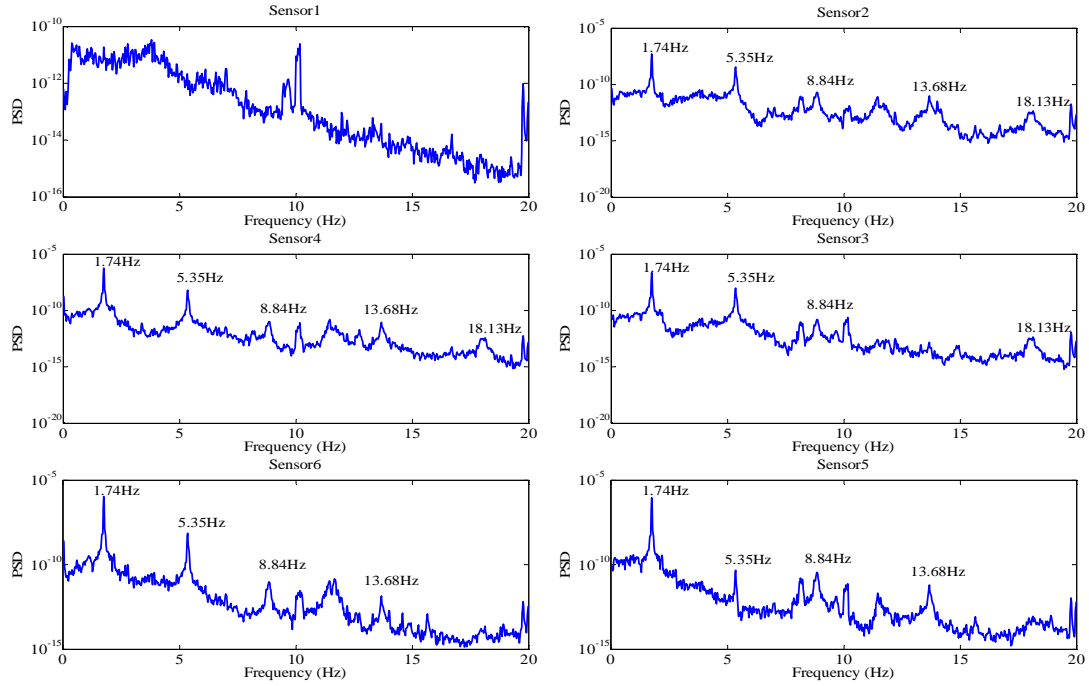 Sensor1
10^-10
10^-12
10^-14
10^-16
PSD
0 5 10 15 20
Frequency (Hz)
Sensor2
10^-5
10^-10
10^-15
10^-20
PSD
1.74Hz
5.35Hz
8.84Hz
13.68Hz
18.13Hz
0 5 10 15 20
Frequency (Hz)
Sensor4
10^-5
10^-10
10^-15
10^-20
PSD
1.74Hz
5.35Hz
8.84Hz
13.68Hz
18.13Hz
0 5 10 15 20
Frequency (Hz)
Sensor3
10^-5
10^-10
10^-15
10^-20
PSD
1.74Hz
5.35Hz
8.84Hz
18.13Hz
0 5 10 15 20
Frequency (Hz)
Sensor6
10^-5
10^-10
10^-15
PSD
1.74Hz
5.35Hz
8.84Hz
13.68Hz
0 5 10 15 20
Frequency (Hz)
Sensor5
10^-5
10^-10
10^-15
PSD
1.74Hz
5.35Hz
8.84Hz
13.68Hz
0 5 10 15 20
Frequency (Hz)